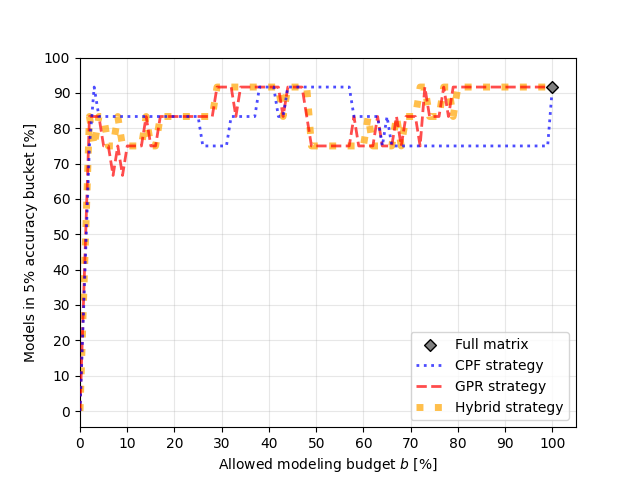 100
90
80
70
60
50
40
30
20
10
0
Models in 5% accuracy bucket [%]
Full matrix
CPF strategy
GPR strategy
Hybrid strategy
0 10 20 30 40 50 60 70 80 90 100
Allowed modeling budget b [%]